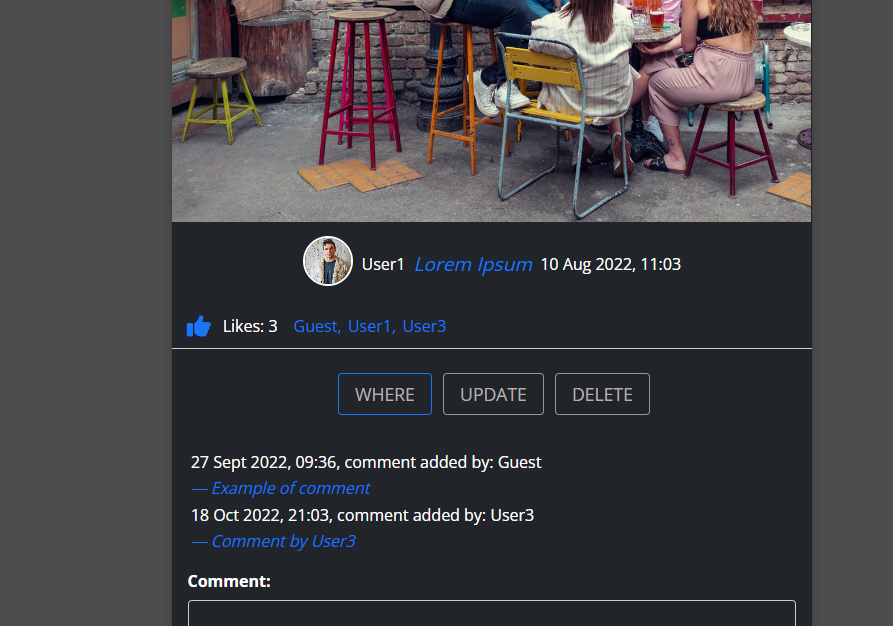 User1 Lorem Ipsum 10 Aug 2022, 11:03
Likes: 3 Guest, User1, User3
WHERE UPDATE DELETE
27 Sept 2022, 09:36, comment added by: Guest
— Example of comment
18 Oct 2022, 21:03, comment added by: User3
— Comment by User3
Comment: